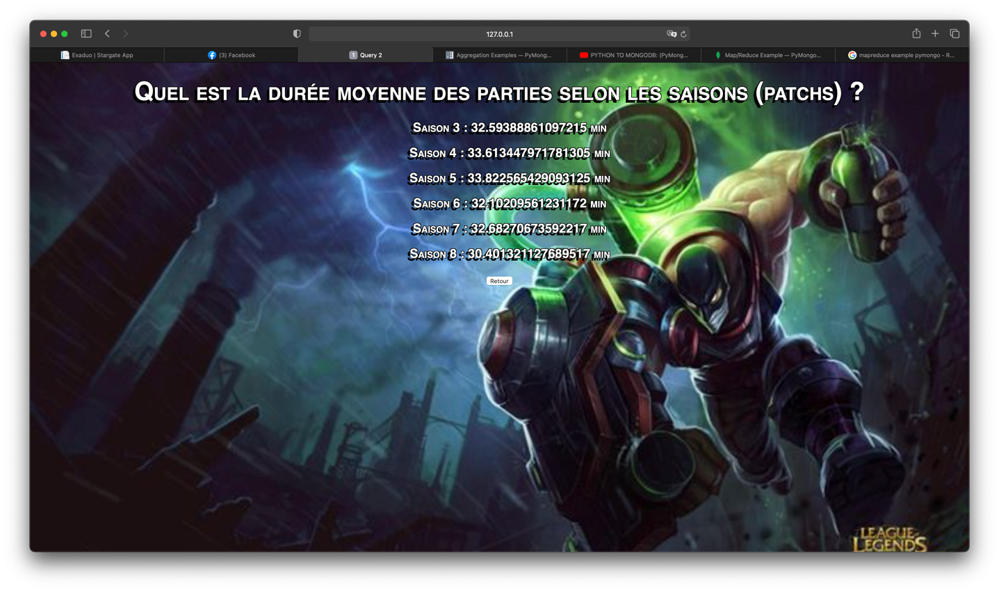 127.0.0.1
Exaduo | Stargate App
(3) Facebook
1 Query 2
Aggregation Examples — PyMong...
PYTHON TO MONGODB: (PyMong...
Map/Reduce Example — PyMongo...
mapreduce example pymongo - R...
Quel est la durée moyenne des parties selon les saisons (patchs) ?
Saison 3 : 32.59388861097215 min
Saison 4 : 33.613447971781305 min
Saison 5 : 33.822565429093125 min
Saison 6 : 32.10209561231172 min
Saison 7 : 32.68270673592217 min
Saison 8 : 30.401321127689517 min
Retour
LEAGUE
LEGENDS